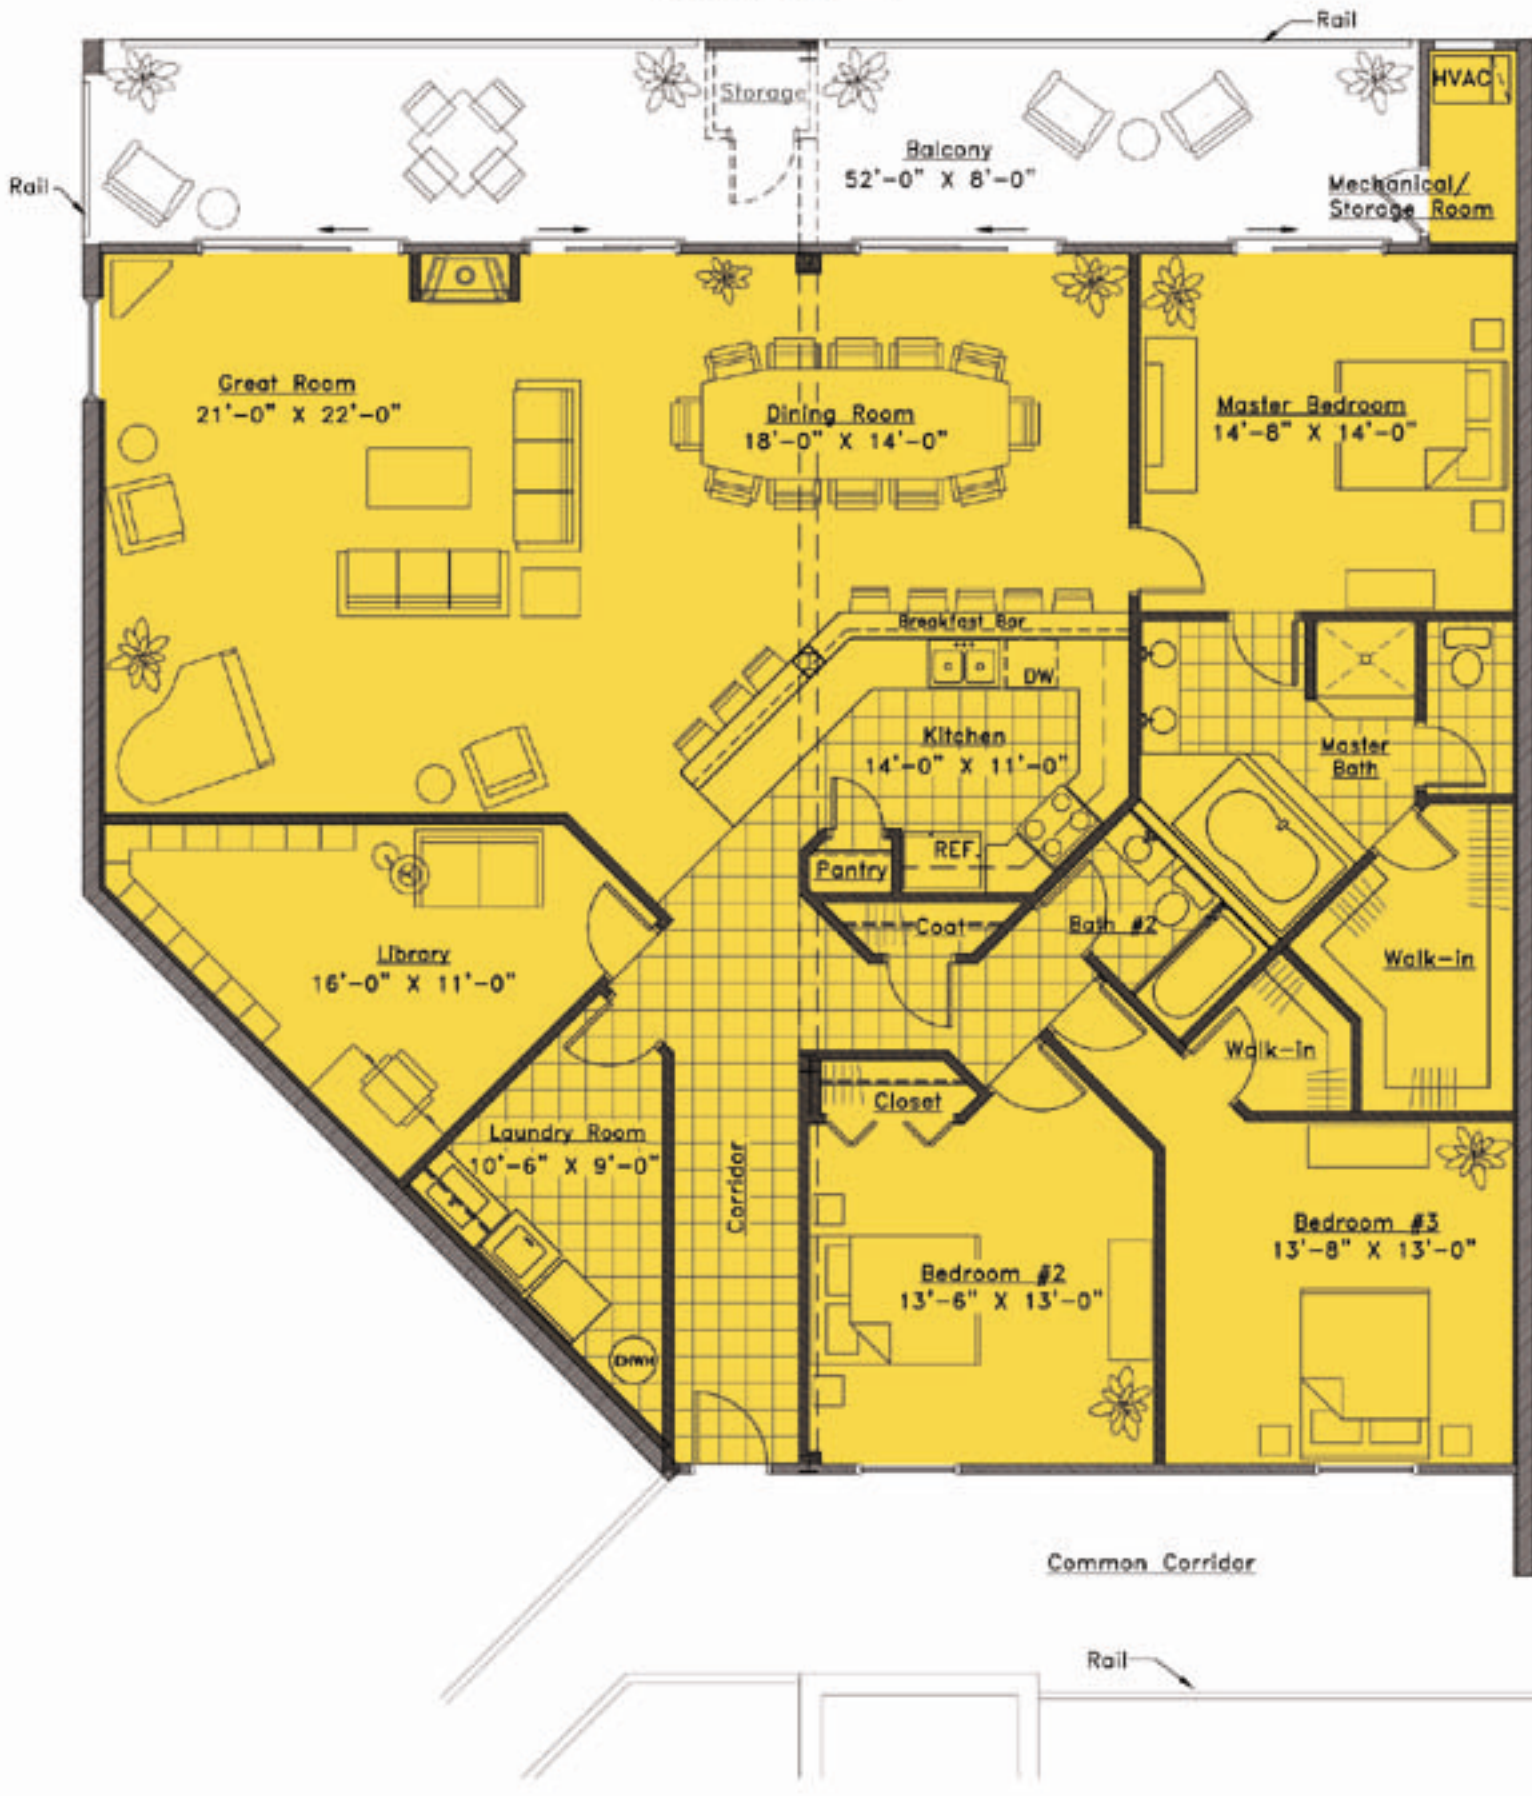 Rail
HVAC
Storage
Balcony
52'-0" X 8'-0"
Rail
Mechanical/
Storage Room
Great Room
21'-0" X 22'-0"
Dining Room
18'-0" X 14'-0"
Master Bedroom
14'-8" X 14'-0"
Breakfast Bar
DW
Kitchen
14'-0" X 11'-0"
Master
Bath
REF.
Pantry
Coat
Bath #2
Library
16'-0" X 11'-0"
Walk-in
Walk-in
Closet
Laundry Room
10'-6" X 9'-0"
Corridor
Bedroom #3
13'-8" X 13'-0"
Bedroom #2
13'-6" X 13'-0"
EHWH
Common Corridor
Rail